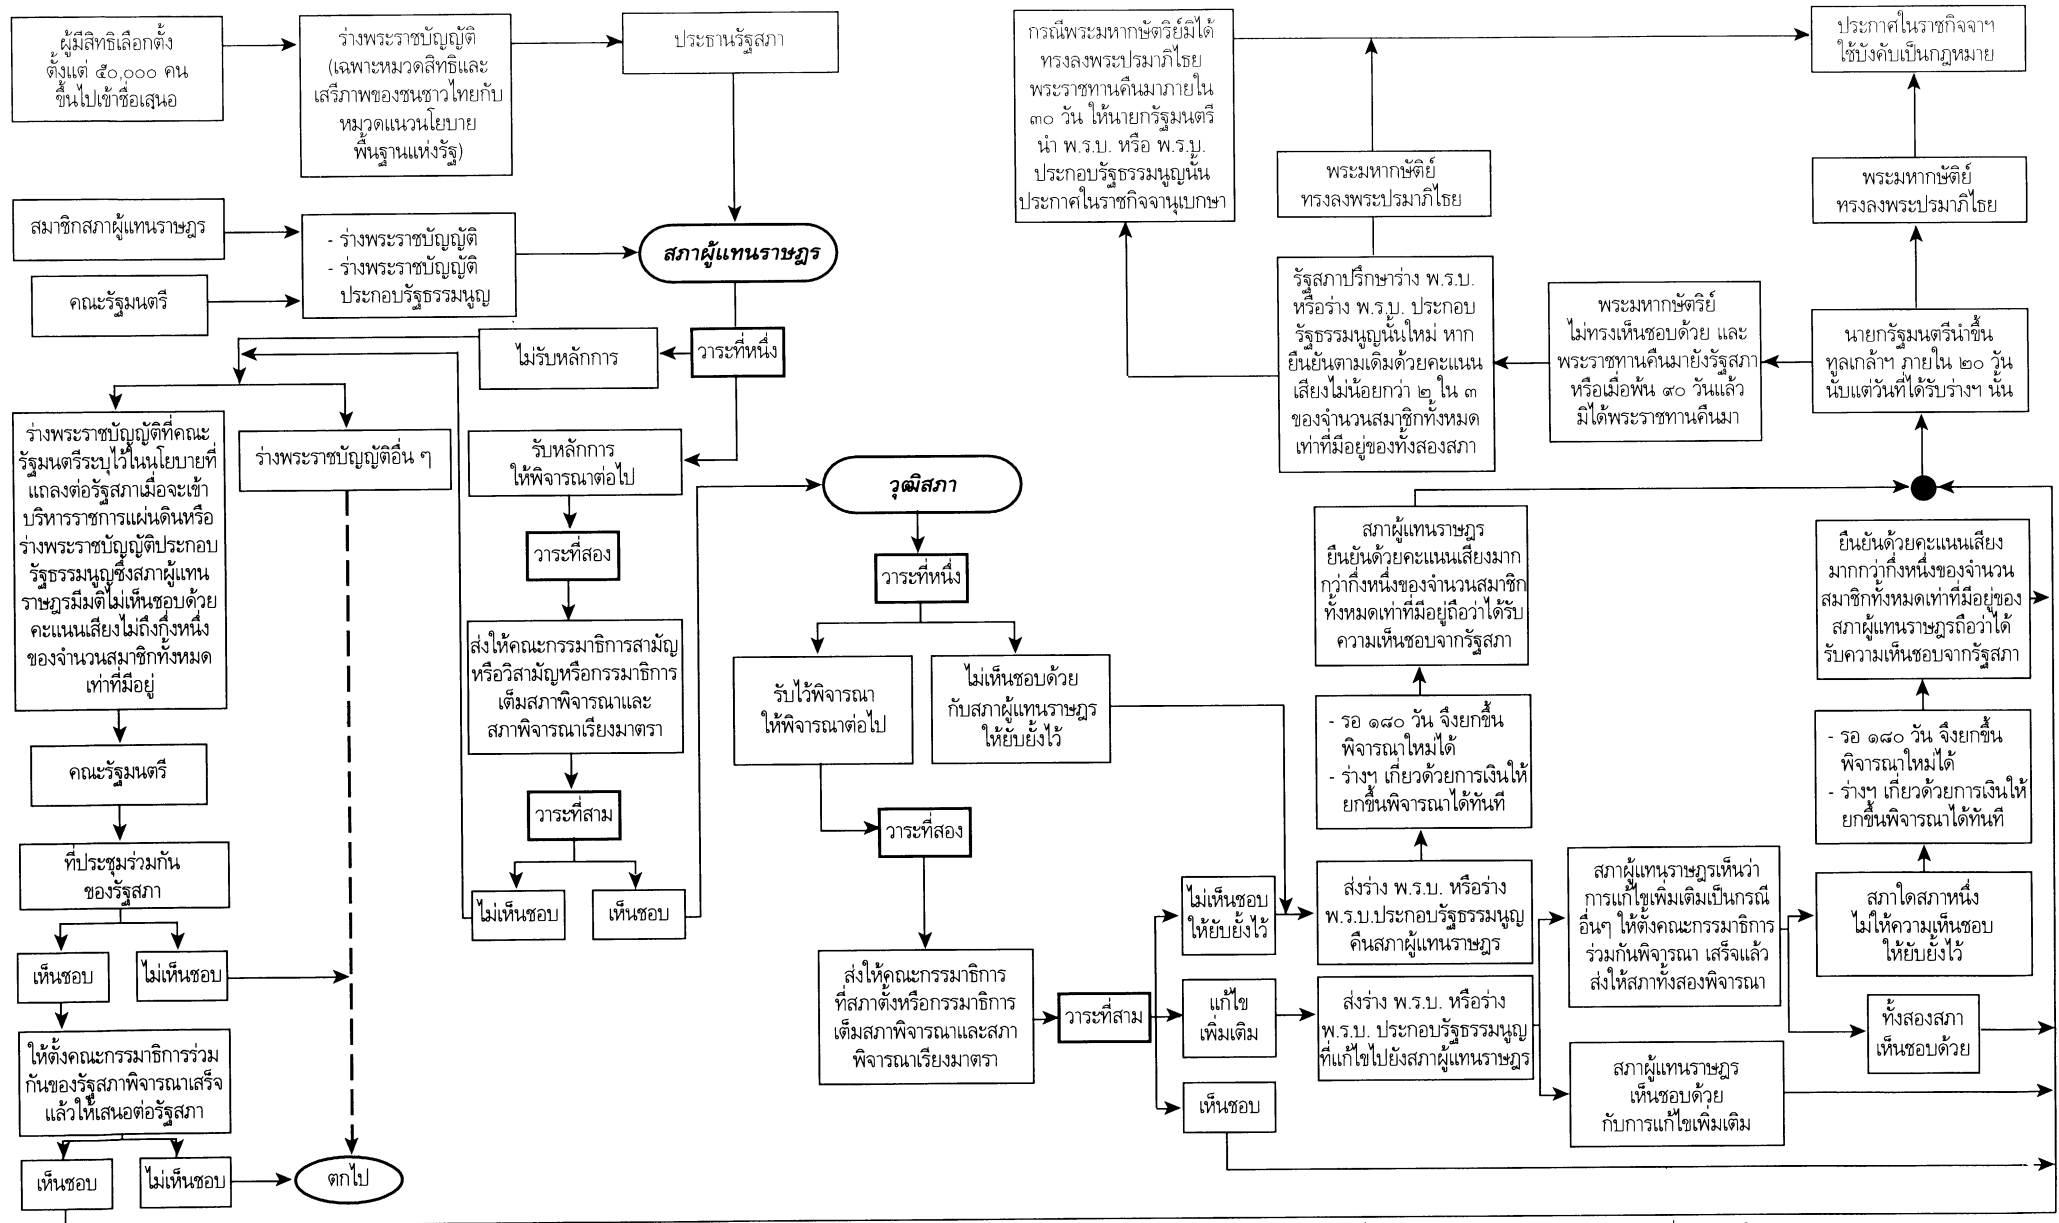 ผู้มีสิทธิเลือกตั้ง
ตั้งแต่ ๕๐,๐๐๐ คน
ขึ้นไปเข้าชื่อเสนอ
ร่างพระราชบัญญัติ
(เฉพาะหมวดสิทธิและ
เสรีภาพของชนชาวไทยกับ
หมวดแนวนโยบาย
พื้นฐานแห่งรัฐ)
ประธานรัฐสภา
สมาชิกสภาผู้แทนราษฎร
คณะรัฐมนตรี
- ร่างพระราชบัญญัติ
- ร่างพระราชบัญญัติ
ประกอบรัฐธรรมนูญ
สภาผู้แทนราษฎร
วาระที่หนึ่ง
ไม่รับหลักการ
ร่างพระราชบัญญัติที่คณะ
รัฐมนตรีระบุไว้ในนโยบายที่
แถลงต่อรัฐสภาเมื่อจะเข้า
บริหารราชการแผ่นดินหรือ
ร่างพระราชบัญญัติประกอบ
รัฐธรรมนูญซึ่งสภาผู้แทน
ราษฎรมีมติไม่เห็นชอบด้วย
คะแนนเสียงไม่ถึงกึ่งหนึ่ง
ของจำนวนสมาชิกทั้งหมด
เท่าที่มีอยู่
ร่างพระราชบัญญัติอื่น ๆ
คณะรัฐมนตรี
ที่ประชุมร่วมกัน
ของรัฐสภา
เห็นชอบ
ไม่เห็นชอบ
ให้ตั้งคณะกรรมาธิการร่วม
กันของรัฐสภาพิจารณาเสร็จ
แล้วให้เสนอต่อรัฐสภา
เห็นชอบ
ไม่เห็นชอบ
ตกไป
รับหลักการ
ให้พิจารณาต่อไป
วาระที่สอง
ส่งให้คณะกรรมาธิการสามัญ
หรือวิสามัญหรือกรรมาธิการ
เต็มสภาพิจารณาและ
สภาพิจารณาเรียงมาตรา
วาระที่สาม
ไม่เห็นชอบ
เห็นชอบ
วุฒิสภา
วาระที่หนึ่ง
รับไว้พิจารณา
ให้พิจารณาต่อไป
ไม่เห็นชอบด้วย
กับสภาผู้แทนราษฎร
ให้ยับยั้งไว้
วาระที่สอง
ส่งให้คณะกรรมาธิการ
ที่สภาตั้งหรือกรรมาธิการ
เต็มสภาพิจารณาและสภา
พิจารณาเรียงมาตรา
วาระที่สาม
ไม่เห็นชอบ
ให้ยับยั้งไว้
แก้ไข
เพิ่มเติม
เห็นชอบ
ส่งร่าง พ.ร.บ. หรือร่าง
พ.ร.บ.ประกอบรัฐธรรมนูญ
คืนสภาผู้แทนราษฎร
ส่งร่าง พ.ร.บ. หรือร่าง
พ.ร.บ. ประกอบรัฐธรรมนูญ
ที่แก้ไขไปยังสภาผู้แทนราษฎร
- รอ ๑๘๐ วัน จึงยกขึ้น
พิจารณาใหม่ได้
- ร่างฯ เกี่ยวด้วยการเงินให้
ยกขึ้นพิจารณาได้ทันที
สภาผู้แทนราษฎร
ยืนยันด้วยคะแนนเสียงมาก
กว่ากึ่งหนึ่งของจำนวนสมาชิก
ทั้งหมดเท่าที่มีอยู่ถือว่าได้รับ
ความเห็นชอบจากรัฐสภา
สภาผู้แทนราษฎรเห็นว่า
การแก้ไขเพิ่มเติมเป็นกรณี
อื่นๆ ให้ตั้งคณะกรรมาธิการ
ร่วมกันพิจารณา เสร็จแล้ว
ส่งให้สภาทั้งสองพิจารณา
สภาผู้แทนราษฎร
เห็นชอบด้วย
กับการแก้ไขเพิ่มเติม
สภาใดสภาหนึ่ง
ไม่ให้ความเห็นชอบ
ให้ยับยั้งไว้
ทั้งสองสภา
เห็นชอบด้วย
- รอ ๑๘๐ วัน จึงยกขึ้น
พิจารณาใหม่ได้
- ร่างฯ เกี่ยวด้วยการเงินให้
ยกขึ้นพิจารณาได้ทันที
ยืนยันด้วยคะแนนเสียง
มากกว่ากึ่งหนึ่งของจำนวน
สมาชิกทั้งหมดเท่าที่มีอยู่ของ
สภาผู้แทนราษฎรถือว่าได้
รับความเห็นชอบจากรัฐสภา
นายกรัฐมนตรีนำขึ้น
ทูลเกล้าฯ ภายใน ๒๐ วัน
นับแต่วันที่ได้รับร่างฯ นั้น
พระมหากษัตริย์
ไม่ทรงเห็นชอบด้วย และ
พระราชทานคืนมายังรัฐสภา
หรือเมื่อพ้น ๙๐ วันแล้ว
มิได้พระราชทานคืนมา
รัฐสภาปรึกษาร่าง พ.ร.บ.
หรือร่าง พ.ร.บ. ประกอบ
รัฐธรรมนูญนั้นใหม่ หาก
ยืนยันตามเดิมด้วยคะแนน
เสียงไม่น้อยกว่า ๒ ใน ๓
ของจำนวนสมาชิกทั้งหมด
เท่าที่มีอยู่ของทั้งสองสภา
กรณีพระมหากษัตริย์มิได้
ทรงลงพระปรมาภิไธย
พระราชทานคืนมาภายใน
๓๐ วัน ให้นายกรัฐมนตรี
นำ พ.ร.บ. หรือ พ.ร.บ.
ประกอบรัฐธรรมนูญนั้น
ประกาศในราชกิจจานุเบกษา
พระมหากษัติย์
ทรงลงพระปรมาภิไธย
พระมหากษัติย์
ทรงลงพระปรมาภิไธย
ประกาศในราชกิจจาฯ
ใช้บังคับเป็นกฎหมาย